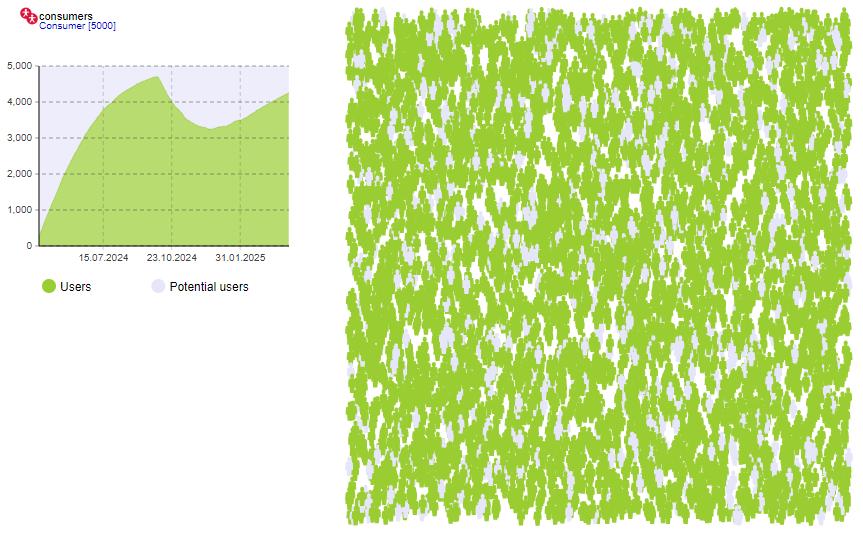 consumers
Consumer [5000]
5,000
4,000
3,000
2,000
1,000
0
15.07.2024 23.10.2024 31.01.2025
Users Potential users